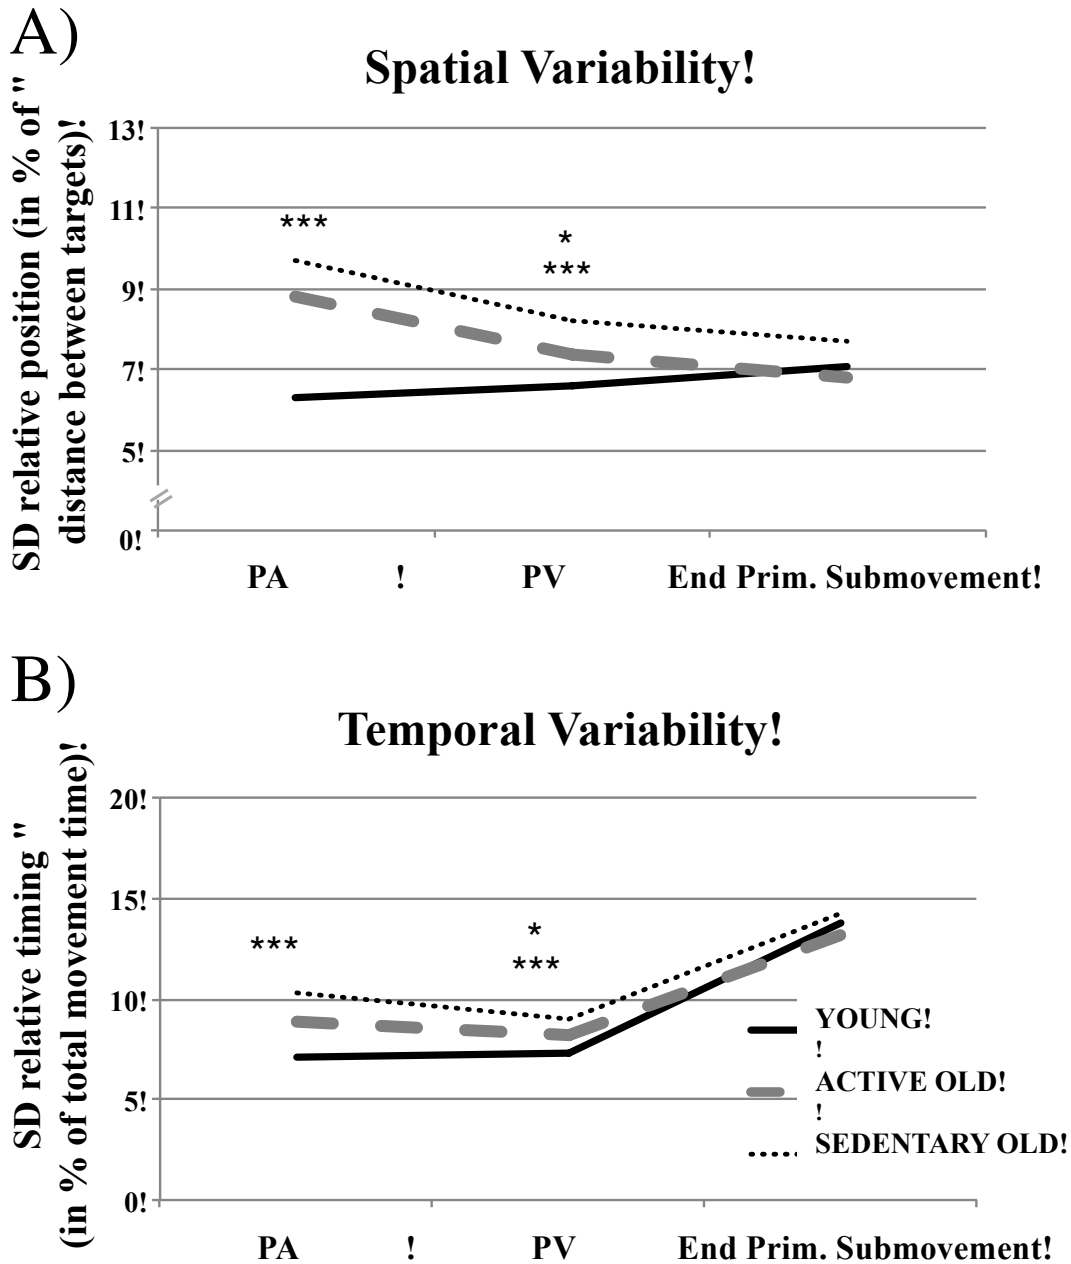 A)
Spatial Variability!
SD relative position (in % of "
distance between targets)!
13!
11!
9!
7!
5!
0!
***
*
***
PA ! PV End Prim. Submovement!
B)
Temporal Variability!
SD relative timing "
(in % of total movement time)!
20!
15!
10!
5!
0!
***
*
***
YOUNG!
!
ACTIVE OLD!
!
SEDENTARY OLD!
PA ! PV End Prim. Submovement!